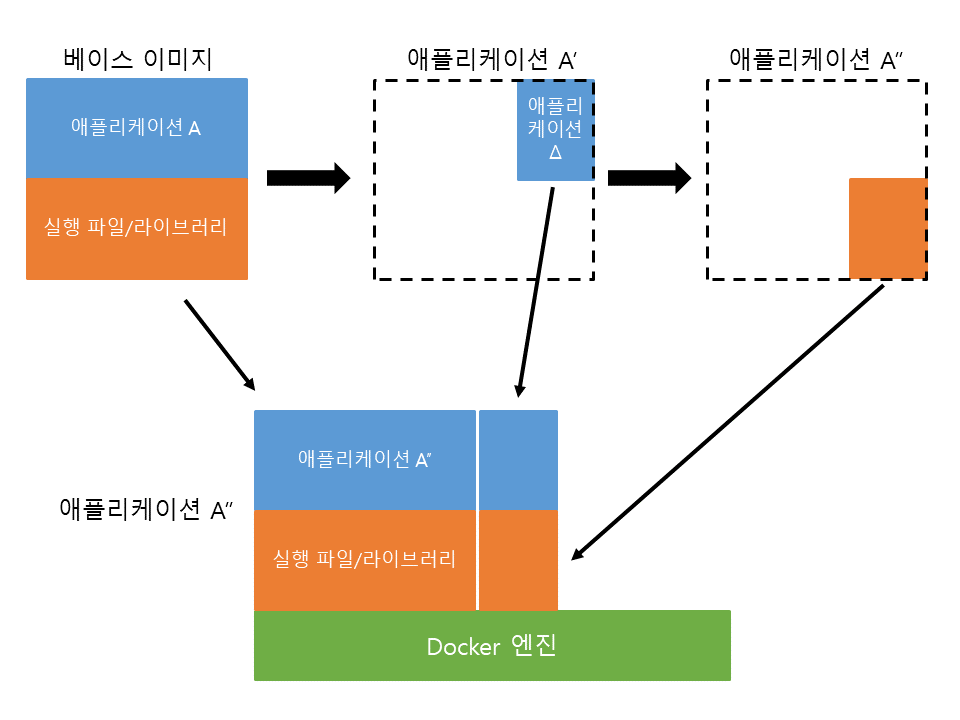 베이스 이미지
애플리케이션 A′
애플리케이션 A″
애플리케이션 A
실행 파일/라이브러리
애플리
케이션
Δ
애플리케이션 A″
애플리케이션 A″
실행 파일/라이브러리
Docker 엔진